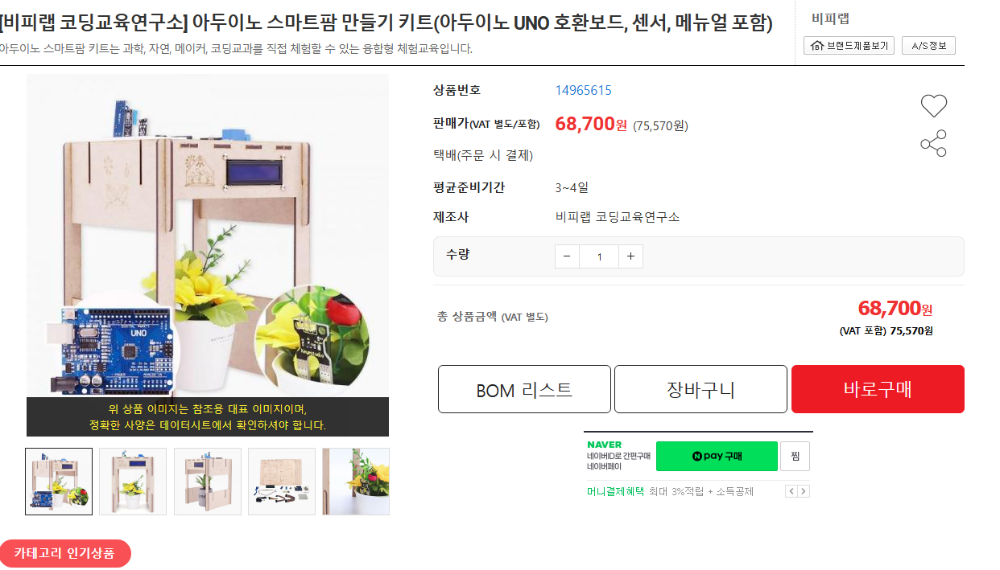 [비피랩 코딩교육연구소] 아두이노 스마트팜 만들기 키트(아두이노 UNO 호환보드, 센서, 메뉴얼 포함)
아두이노 스마트팜 키트는 과학, 자연, 메이커, 코딩교과를 직접 체험할 수 있는 융합형 체험교육입니다.
비피랩
브랜드제품보기
A/S정보
상품번호 14965615
판매가(VAT 별도/포함) 68,700원 (75,570원)
택배(주문 시 결제)
평균준비기간 3~4일
제조사 비피랩 코딩교육연구소
수량 − 1 +
총 상품금액 (VAT 별도) 68,700원
(VAT 포함) 75,570원
BOM 리스트
장바구니
바로구매
UNO
Keyestudio
위 상품 이미지는 참조용 대표 이미지이며,
정확한 사양은 데이터시트에서 확인하셔야 합니다.
NAVER
네이버ID로 간편구매
네이버페이
N pay 구매
찜
머니결제혜택 최대 3%적립 + 소득공제
< >
카테고리 인기상품